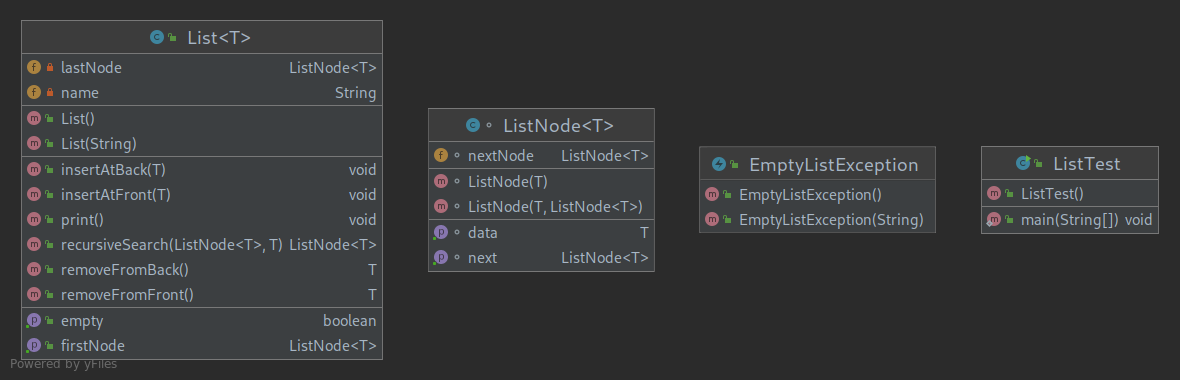 List<T>
lastNode ListNode<T>
name String
List()
List(String)
insertAtBack(T) void
insertAtFront(T) void
print() void
recursiveSearch(ListNode<T>, T) ListNode<T>
removeFromBack() T
removeFromFront() T
empty boolean
firstNode ListNode<T>
ListNode<T>
nextNode ListNode<T>
ListNode(T)
ListNode(T, ListNode<T>)
data T
next ListNode<T>
EmptyListException
EmptyListException()
EmptyListException(String)
ListTest
ListTest()
main(String[]) void
Powered by yFiles